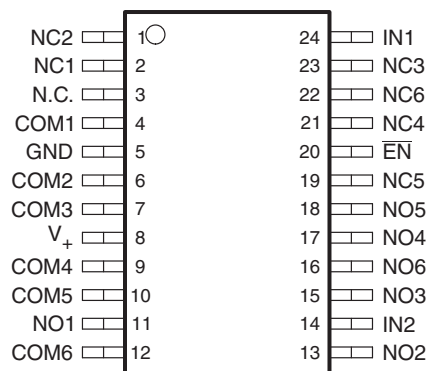 NC2 1 24 IN1
NC1 2 23 NC3
N.C. 3 22 NC6
COM1 4 21 NC4
GND 5 20 E̅N̅
COM2 6 19 NC5
COM3 7 18 NO5
V+ 8 17 NO4
COM4 9 16 NO6
COM5 10 15 NO3
NO1 11 14 IN2
COM6 12 13 NO2